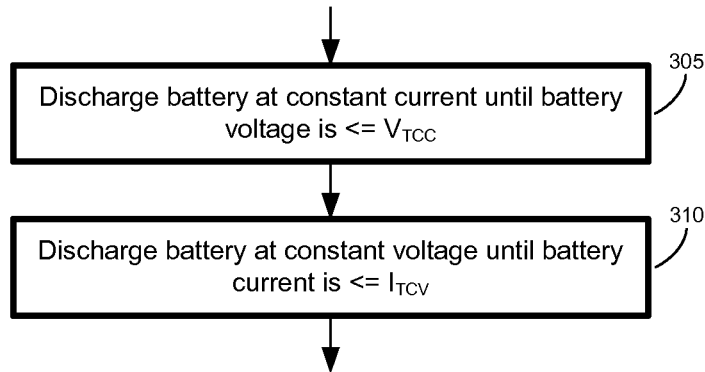 305
Discharge battery at constant current until battery
voltage is <= VTCC
310
Discharge battery at constant voltage until battery
current is <= ITCV